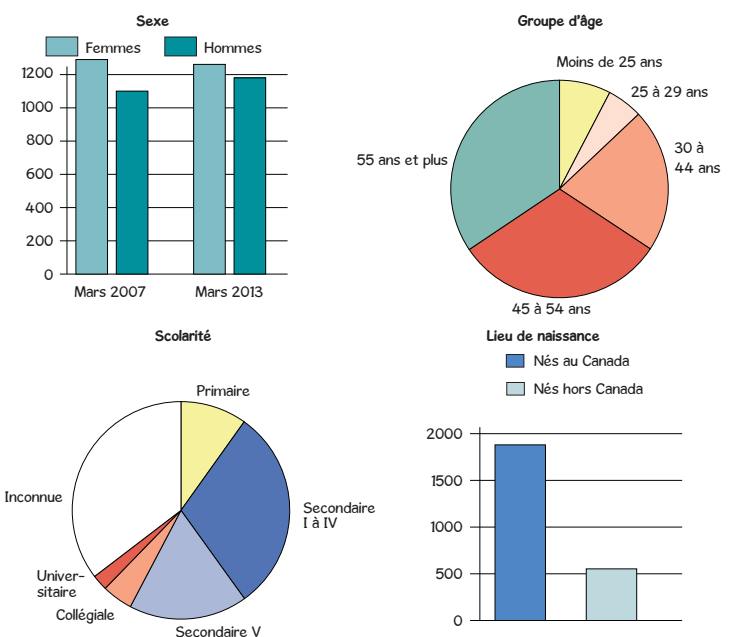 Sexe
Femmes
Hommes
1200
1000
800
600
400
200
0
Mars 2007
Mars 2013
Groupe d'âge
Moins de 25 ans
25 à 29 ans
30 à
44 ans
55 ans et plus
45 à 54 ans
Scolarité
Primaire
Secondaire
I à IV
Inconnue
Univer-
sitaire
Collégiale
Secondaire V
Lieu de naissance
Nés au Canada
Nés hors Canada
2000
1500
1000
500
0